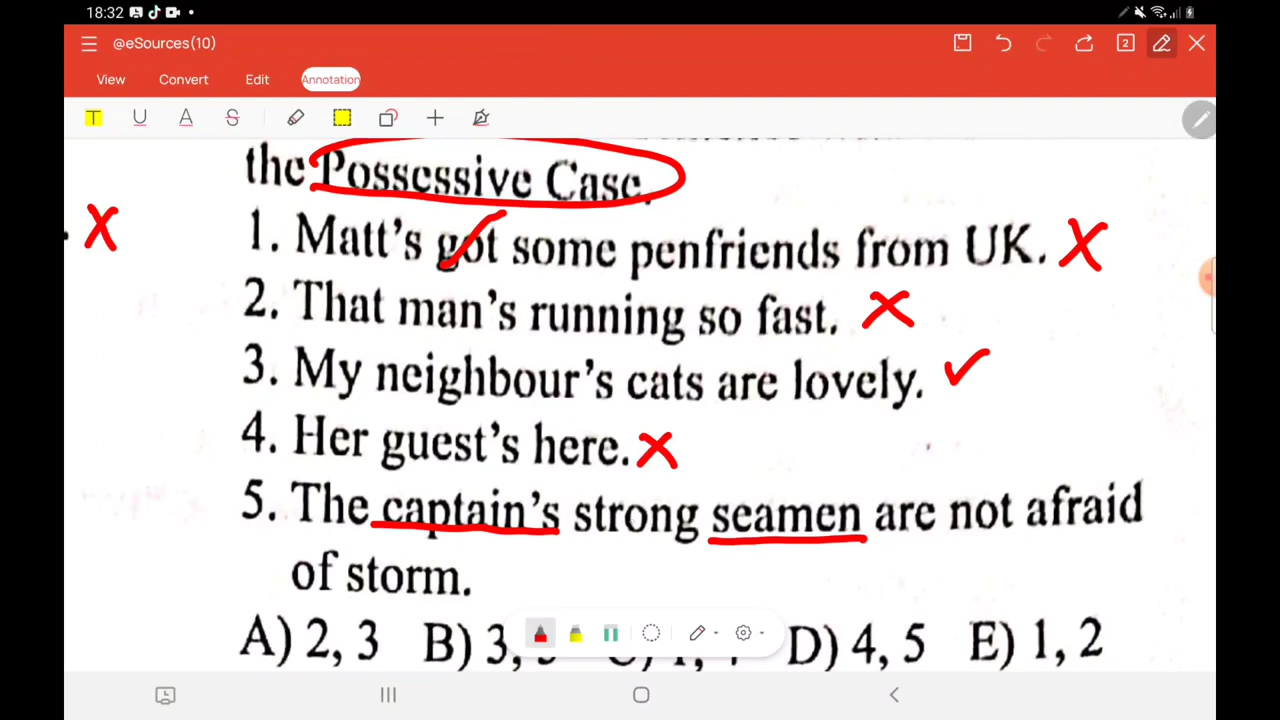 18:32
@eSources(10)
2
View Convert Edit Annotation
T U A S
the Possessive Case.
1. Matt's got some penfriends from UK.
2. That man's running so fast.
3. My neighbour's cats are lovely.
4. Her guest's here.
5. The captain's strong seamen are not afraid
of storm.
A) 2, 3 B) 3, D) 4, 5 E) 1, 2